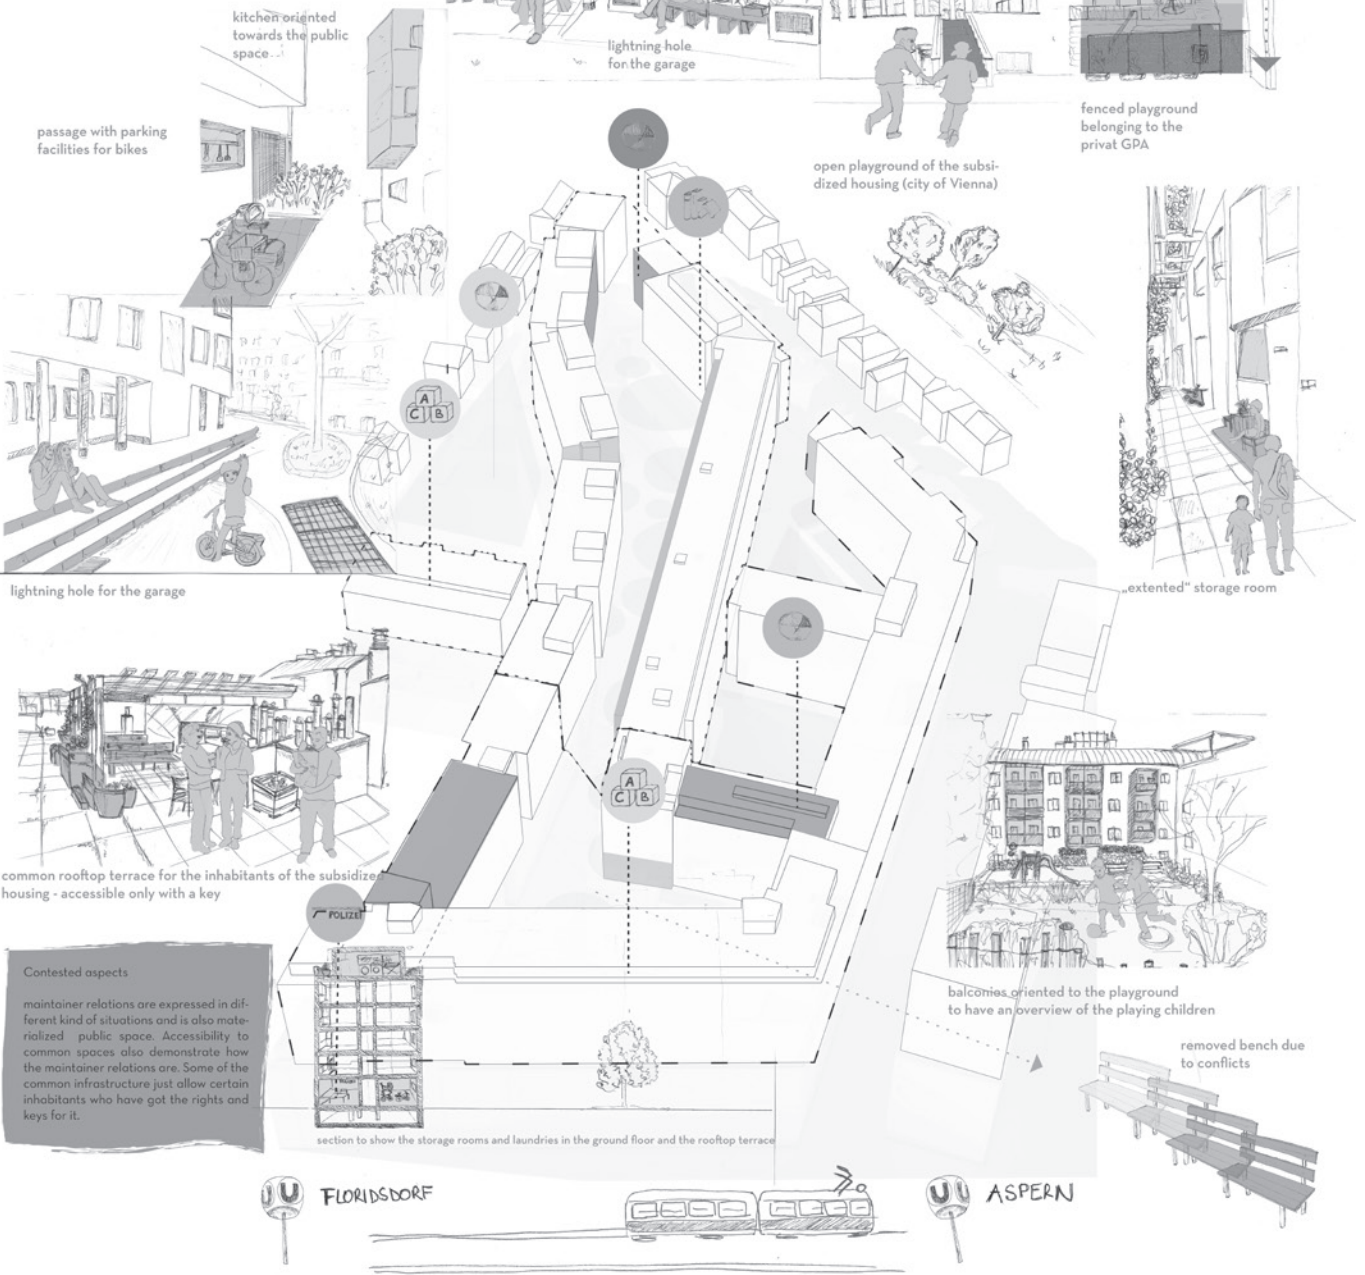 kitchen oriented
towards the public
space
lightning hole
for the garage
passage with parking
facilities for bikes
fenced playground
belonging to the
privat GPA
open playground of the subsi-
dized housing (city of Vienna)
A
C B
lightning hole for the garage
„extented“ storage room
A
C B
common rooftop terrace for the inhabitants of the subsidized
housing - accessible only with a key
POLIZEI
Contested aspects
maintainer relations are expressed in dif-
ferent kind of situations and is also mate-
rialized public space. Accessibility to
common spaces also demonstrate how
the maintainer relations are. Some of the
common infrastructure just allow certain
inhabitants who have got the rights and
keys for it.
balconies oriented to the playground
to have an overview of the playing children
removed bench due
to conflicts
section to show the storage rooms and laundries in the ground floor and the rooftop terrace
U FLORIDSDORF
U ASPERN